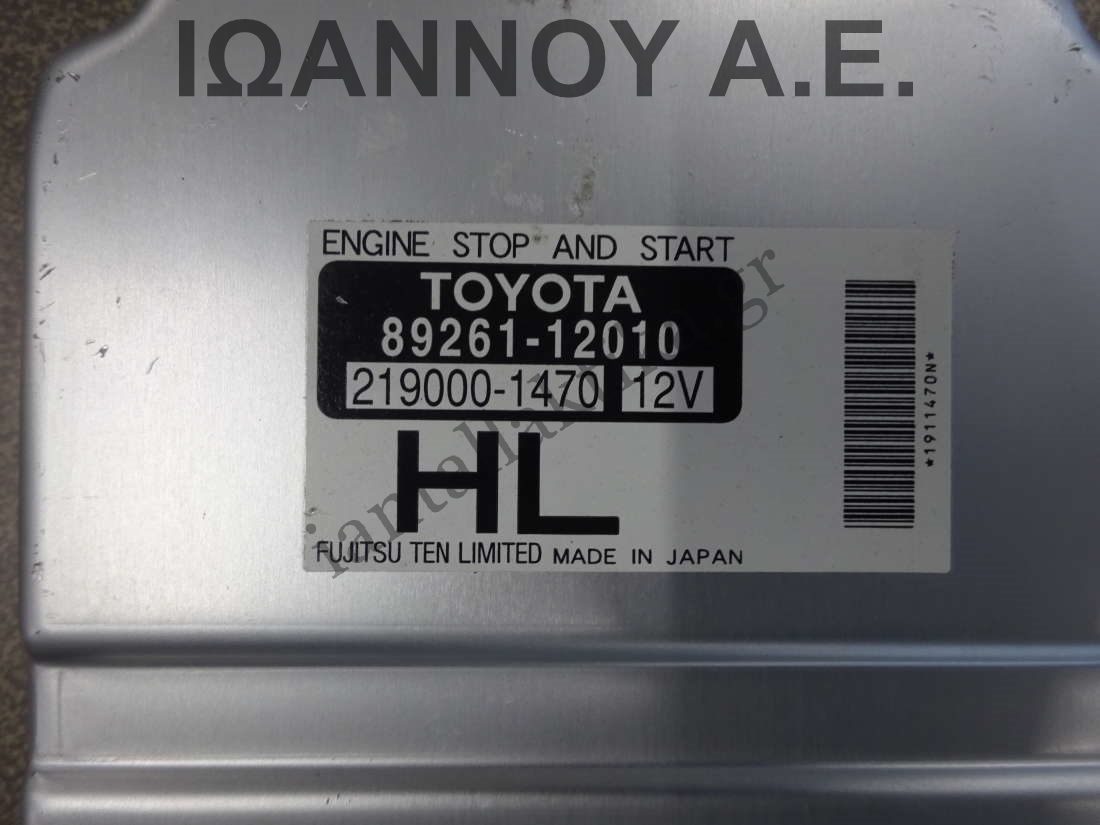 ΙΩΑΝΝΟΥ Α.Ε.
ENGINE STOP AND START
TOYOTA
89261-12010
219000-1470 12V
HL
FUJITSU TEN LIMITED MADE IN JAPAN
*1911470N*